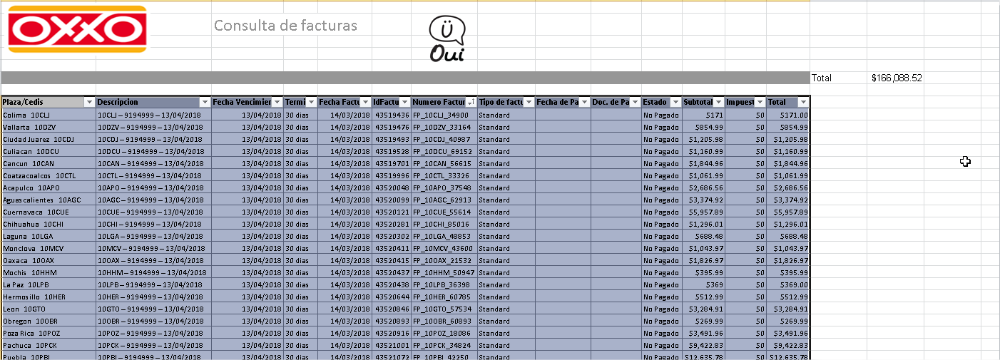 OXXO
Consulta de facturas
Ü
Oui
Total $166,088.52
Plaza/Cedis Descripcion Fecha Vencimien Termi Fecha Factu IdFactu Numero Factur Tipo de factu Fecha de Pa Doc. de Pa Estado Subtotal Impuest Total
Colima 10CLJ 10CLJ – 9194999 – 13/04/2018 13/04/2018 30 dias 14/03/2018 43519436 FP_10CLJ_34900 Standard No Pagado $171 $0 $171.00
Vallarta 10DZV 10DZV – 9194999 – 13/04/2018 13/04/2018 30 dias 14/03/2018 43519476 FP_10DZV_33164 Standard No Pagado $854.99 $0 $854.99
Ciudad Juarez 10CDJ 10CDJ – 9194999 – 13/04/2018 13/04/2018 30 dias 14/03/2018 43519493 FP_10CDJ_40987 Standard No Pagado $1,205.98 $0 $1,205.98
Culiacan 10DCU 10DCU – 9194999 – 13/04/2018 13/04/2018 30 dias 14/03/2018 43519528 FP_10DCU_69152 Standard No Pagado $1,160.99 $0 $1,160.99
Cancun 10CAN 10CAN – 9194999 – 13/04/2018 13/04/2018 30 dias 14/03/2018 43519701 FP_10CAN_56615 Standard No Pagado $1,844.96 $0 $1,844.96
Coatzacoalcos 10CTL 10CTL – 9194999 – 13/04/2018 13/04/2018 30 dias 14/03/2018 43519996 FP_10CTL_33326 Standard No Pagado $1,061.99 $0 $1,061.99
Acapulco 10APO 10APO – 9194999 – 13/04/2018 13/04/2018 30 dias 14/03/2018 43520048 FP_10APO_37548 Standard No Pagado $2,686.56 $0 $2,686.56
Aguascalientes 10AGC 10AGC – 9194999 – 13/04/2018 13/04/2018 30 dias 14/03/2018 43520099 FP_10AGC_62913 Standard No Pagado $3,374.92 $0 $3,374.92
Cuernavaca 10CUE 10CUE – 9194999 – 13/04/2018 13/04/2018 30 dias 14/03/2018 43520121 FP_10CUE_55614 Standard No Pagado $5,957.89 $0 $5,957.89
Chihuahua 10CHI 10CHI – 9194999 – 13/04/2018 13/04/2018 30 dias 14/03/2018 43520281 FP_10CHI_85016 Standard No Pagado $1,296.01 $0 $1,296.01
Laguna 10LGA 10LGA – 9194999 – 13/04/2018 13/04/2018 30 dias 14/03/2018 43520302 FP_10LGA_48853 Standard No Pagado $688.48 $0 $688.48
Monclova 10MCV 10MCV – 9194999 – 13/04/2018 13/04/2018 30 dias 14/03/2018 43520411 FP_10MCV_43600 Standard No Pagado $1,043.97 $0 $1,043.97
Oaxaca 10OAX 10OAX – 9194999 – 13/04/2018 13/04/2018 30 dias 14/03/2018 43520415 FP_10OAX_21532 Standard No Pagado $1,826.97 $0 $1,826.97
Mochis 10HHM 10HHM – 9194999 – 13/04/2018 13/04/2018 30 dias 14/03/2018 43520437 FP_10HHM_50947 Standard No Pagado $395.99 $0 $395.99
La Paz 10LPB 10LPB – 9194999 – 13/04/2018 13/04/2018 30 dias 14/03/2018 43520438 FP_10LPB_36398 Standard No Pagado $369 $0 $369.00
Hermosillo 10HER 10HER – 9194999 – 13/04/2018 13/04/2018 30 dias 14/03/2018 43520644 FP_10HER_60785 Standard No Pagado $512.99 $0 $512.99
Leon 10GTO 10GTO – 9194999 – 13/04/2018 13/04/2018 30 dias 14/03/2018 43520846 FP_10GTO_57534 Standard No Pagado $3,284.91 $0 $3,284.91
Obregon 10OBR 10OBR – 9194999 – 13/04/2018 13/04/2018 30 dias 14/03/2018 43520893 FP_10OBR_60893 Standard No Pagado $269.99 $0 $269.99
Poza Rica 10POZ 10POZ – 9194999 – 13/04/2018 13/04/2018 30 dias 14/03/2018 43520916 FP_10POZ_18086 Standard No Pagado $3,491.96 $0 $3,491.96
Pachuca 10PCK 10PCK – 9194999 – 13/04/2018 13/04/2018 30 dias 14/03/2018 43521001 FP_10PCK_34824 Standard No Pagado $9,422.83 $0 $9,422.83
Puebla 10PBI 10PBI – 9194999 – 13/04/2018 13/04/2018 30 dias 14/03/2018 43521072 FP_10PBI_42250 Standard No Pagado $12,635.78 $0 $12,635.78